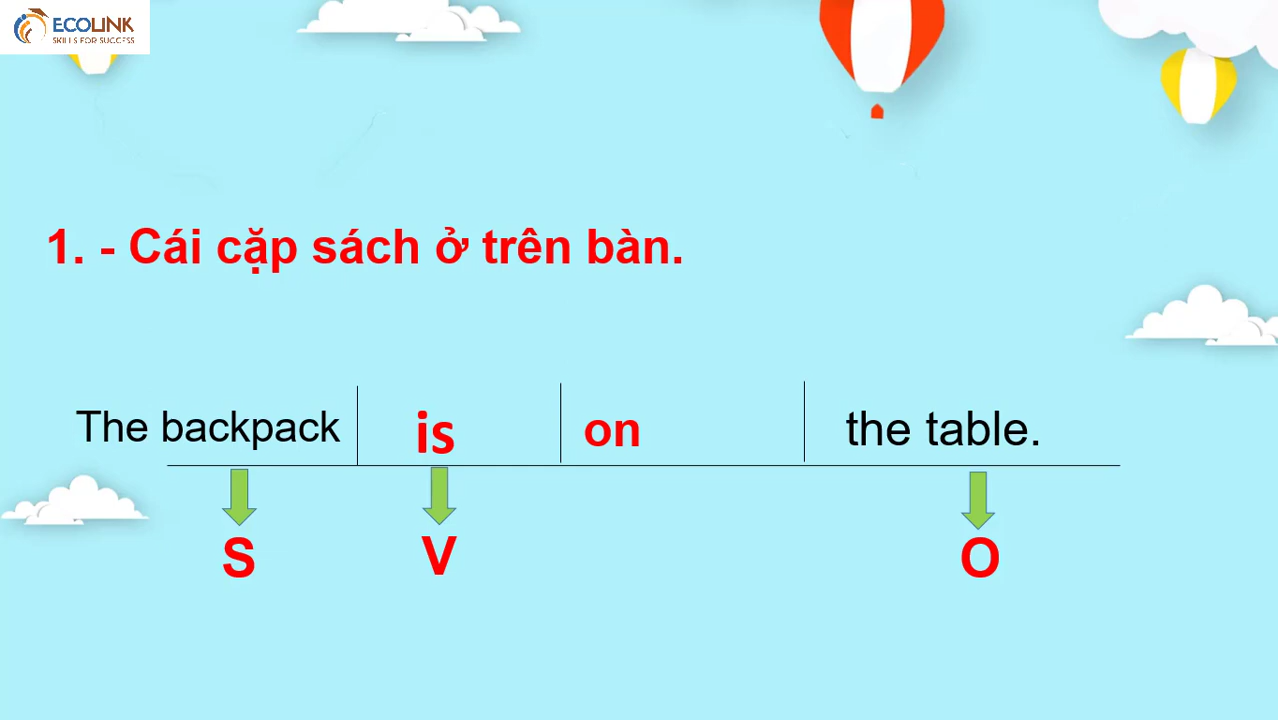 ECOLINK
SKILLS FOR SUCCESS
1. - Cái cặp sách ở trên bàn.
The backpack is on the table.
S V O